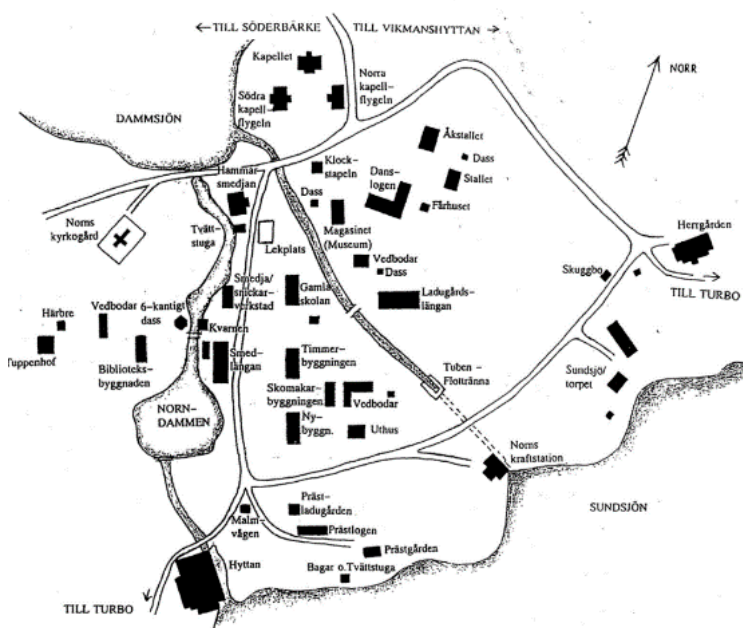 ← TILL SÖDERBÄRKE
TILL VIKMANSHYTTAN →
NORR
Kapellet
Södra
kapell-
flygeln
Norra
kapell-
flygeln
DAMMSJÖN
Åkstallet
Dass
Stallet
Klock-
stapeln
Dans-
logen
Fårhuset
Hammar
smedjan
Dass
Magasinet
(Museum)
Norns
kyrkogård
Tvätt-
stuga
Lekplats
Herrgården
Vedbodar
Dass
Skuggbo
TILL TURBO
Smedja/
snickar-
verkstad
Gamla
skolan
Ladugårds-
längan
Härbre
Vedbodar
6-kantigt
dass
Kvarnen
Tuppenhof
Biblioteks-
byggnaden
Smed-
längan
Timmer-
byggningen
Tuben -
Flottränna
Sundsjö/
torpet
Skomakar-
byggningen
Vedbodar
NORN-
DAMMEN
Ny-
byggn.
Uthus
Norns
kraftstation
SUNDSJÖN
Malm-
vågen
Präst-
ladugården
Prästlogen
Prästgården
Hyttan
Bagar o.Tvättstuga
TILL TURBO